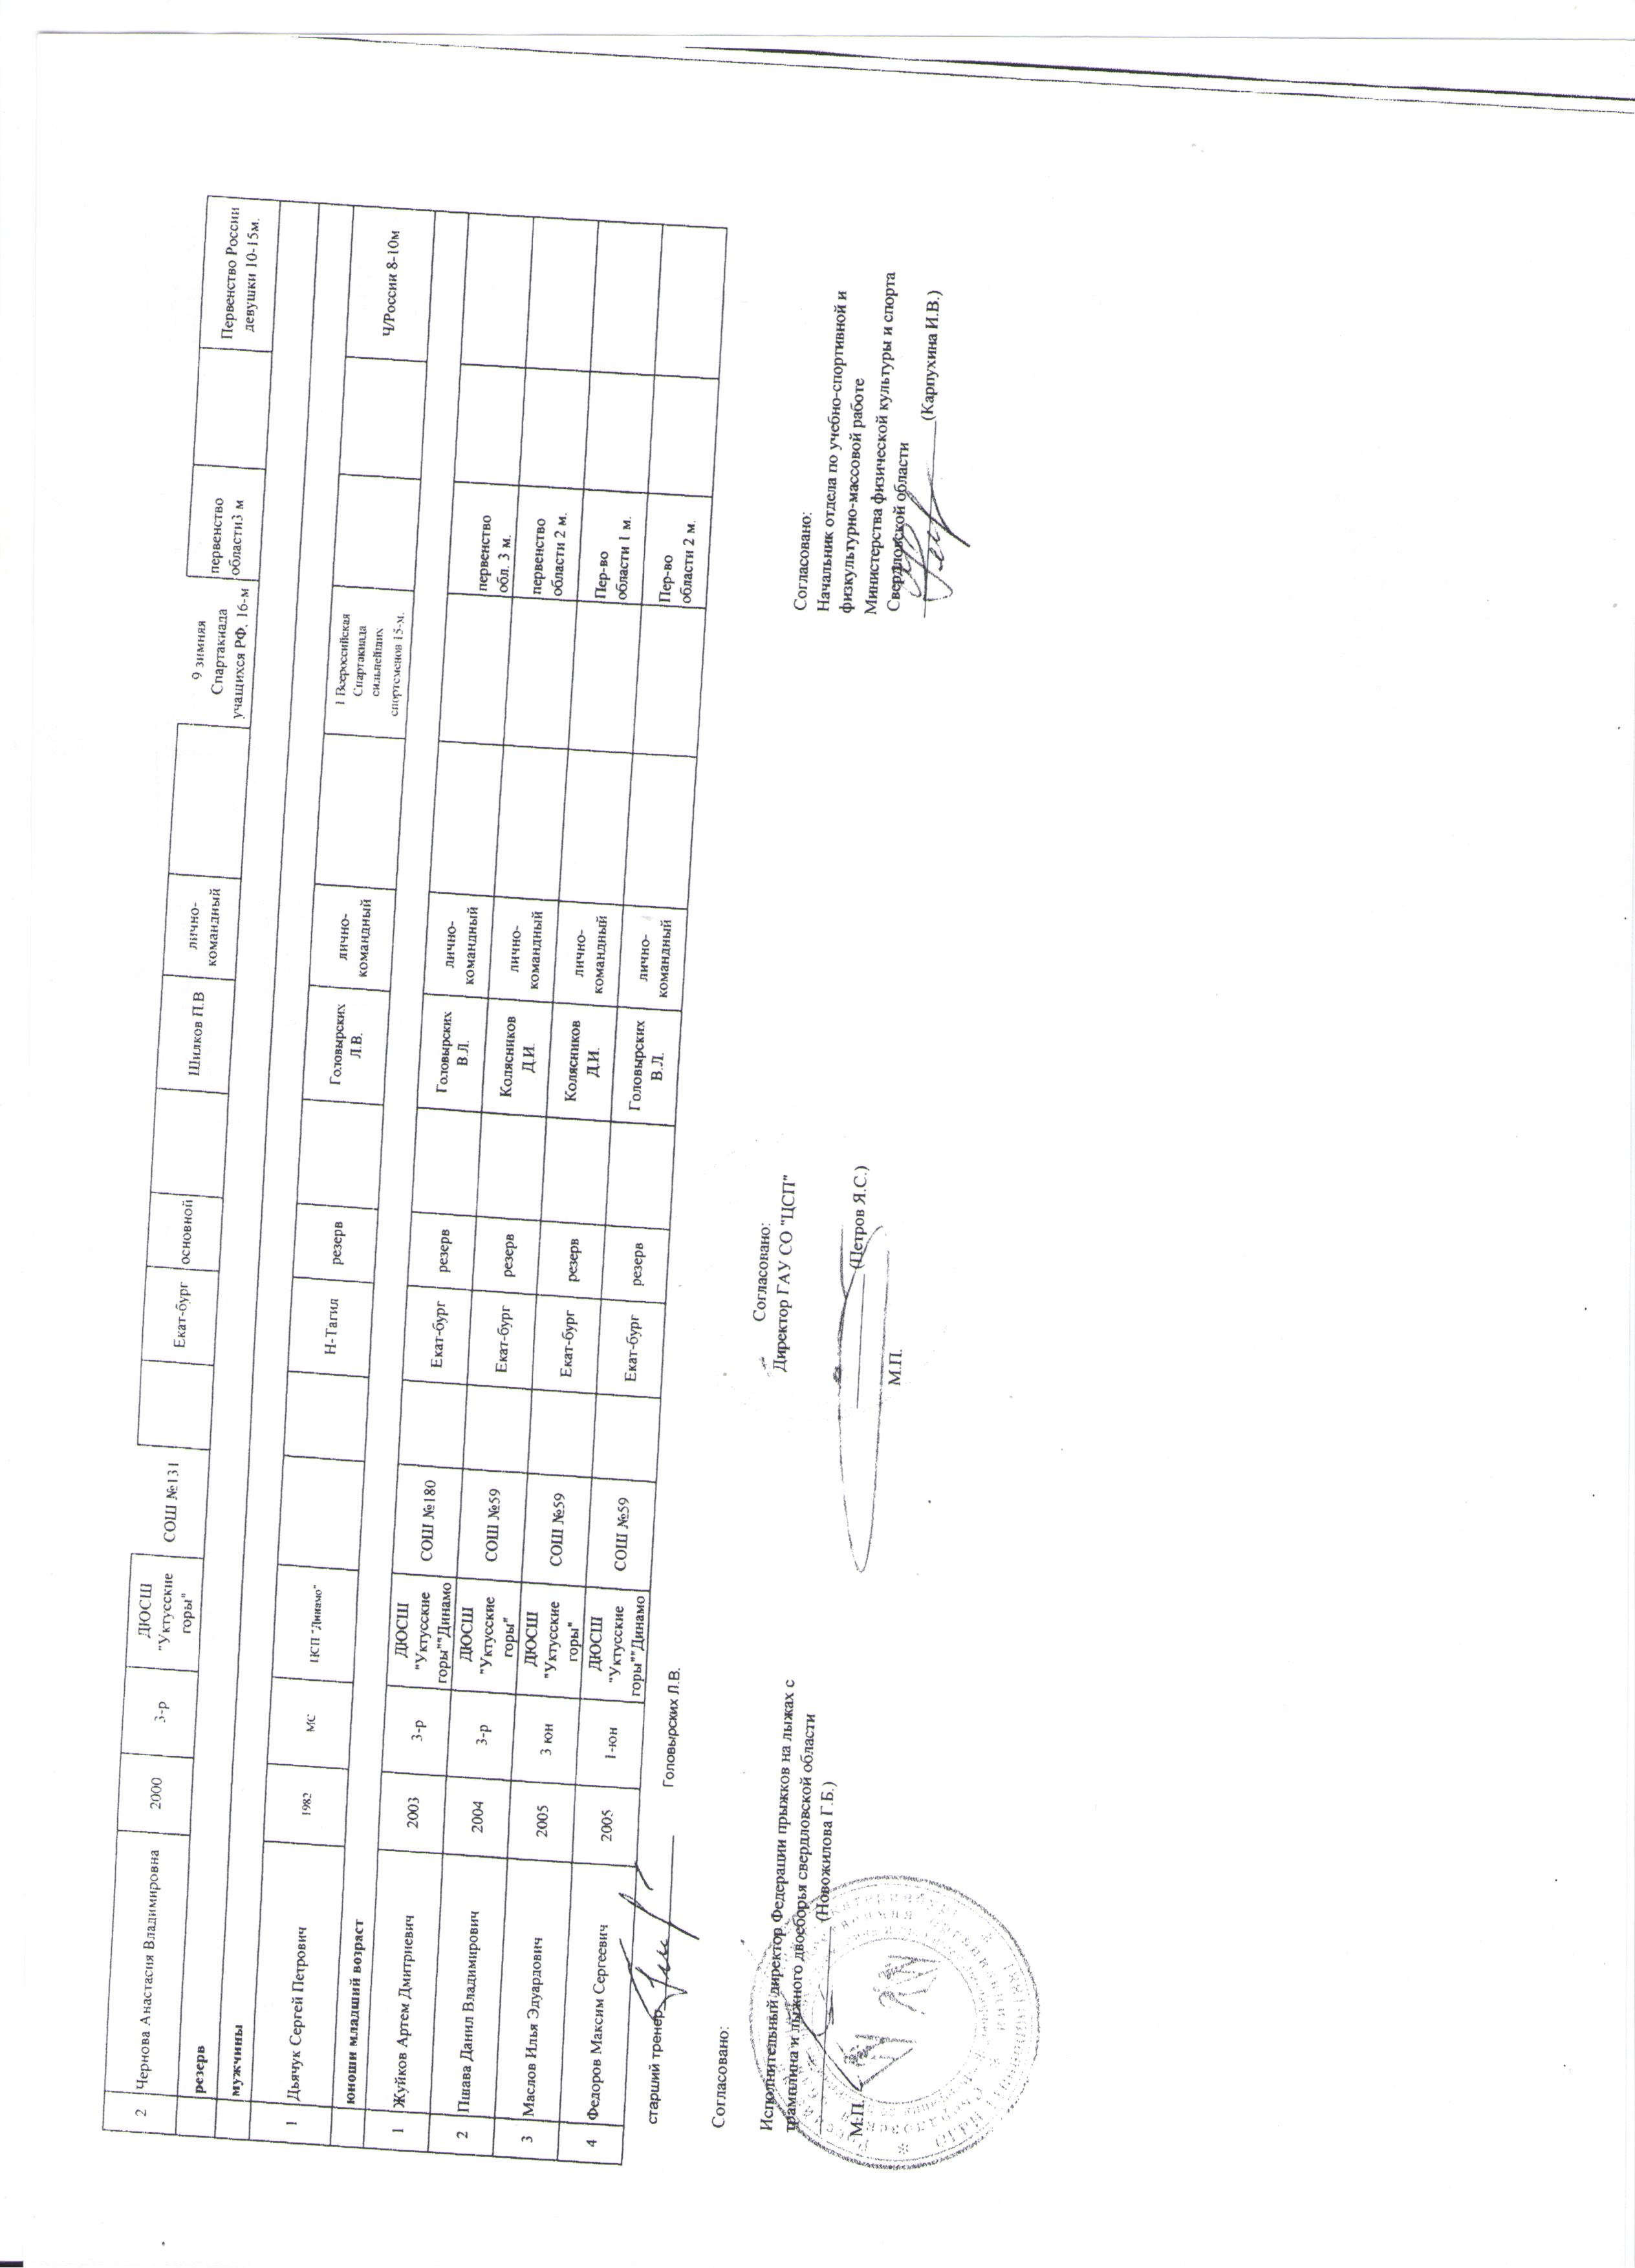 2 Чернова Анастасия Владимировна 2000 3-р ДЮСШ "Уктусские горы" СОШ №131 Екат-бург основной Шилков П.В лично-командный 9 зимняя Спартакиада учащихся РФ, 16-м первенство области3 м Первенство России девушки 10-15м.
резерв
мужчины
1 Дьячук Сергей Петрович 1982 МС ЦСП "Динамо" Н-Тагил резерв Головырских Л.В. лично-командный 1 Всероссийская Спартакиада сильнейших спортсменов 15-м. Ч/России 8-10м
юноши младший возраст
1 Жуйков Артем Дмитриевич 2003 3-р ДЮСШ "Уктусские горы""Динамо СОШ №180 Екат-бург резерв Головырских В.Л. лично-командный первенство обл. 3 м.
2 Пшава Данил Владимирович 2004 3-р ДЮСШ "Уктусские горы" СОШ №59 Екат-бург резерв Колясников Д.И. лично-командный первенство области 2 м.
3 Маслов Илья Эдуардович 2005 3 юн ДЮСШ "Уктусские горы" СОШ №59 Екат-бург резерв Колясников Д.И. лично-командный Пер-во области 1 м.
4 Федоров Максим Сергеевич 2005 1-юн ДЮСШ "Уктусские горы""Динамо СОШ №59 Екат-бург резерв Головырских В.Л. лично-командный Пер-во области 2 м.
старший тренер Головырских Л.В.
Согласовано:
Исполнительный директор Федерации прыжков на лыжах с
трамплина и лыжного двоеборья свердловской области
(Новожилова Г.Б.)
М.П.
Согласовано:
Директор ГАУ СО "ЦСП"
(Петров Я.С.)
М.П.
Согласовано:
Начальник отдела по учебно-спортивной и
физкультурно-массовой работе
Министерства физической культуры и спорта
Свердловской области
(Карпухина И.В.)